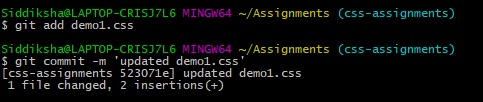 Siddiksha@LAPTOP-CRISJ7L6 MINGW64 ~/Assignments (css-assignments)
$ git add demo1.css
Siddiksha@LAPTOP-CRISJ7L6 MINGW64 ~/Assignments (css-assignments)
$ git commit -m 'updated demo1.css'
[css-assignments 523071e] updated demo1.css
 1 file changed, 2 insertions(+)